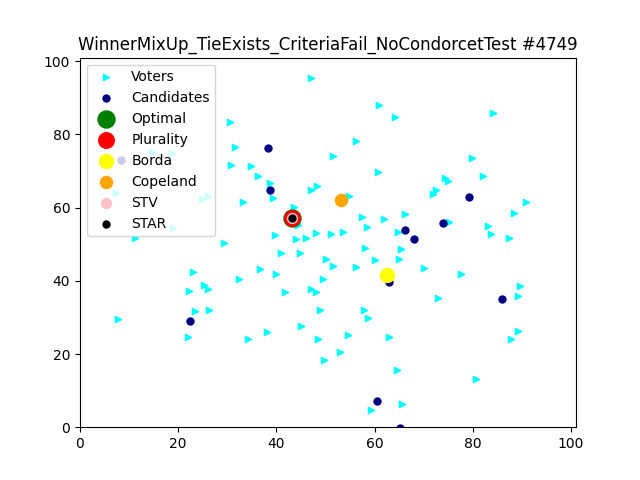 WinnerMixUp_TieExists_CriteriaFail_NoCondorcetTest #4749
100
80
60
40
20
0
Voters
Candidates
Optimal
Plurality
Borda
Copeland
STV
STAR
0 20 40 60 80 100